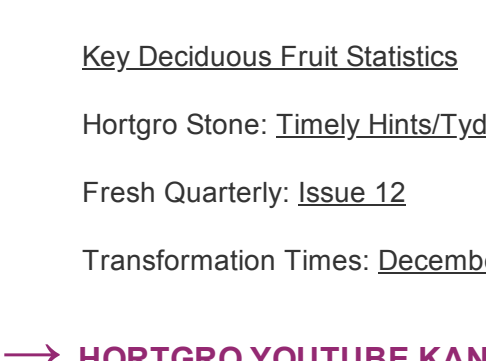 Key Deciduous Fruit Statistics
Hortgro Stone: Timely Hints/Tyd
Fresh Quarterly: Issue 12
Transformation Times: Decemb
→ HORTGRO YOUTUBE KAN